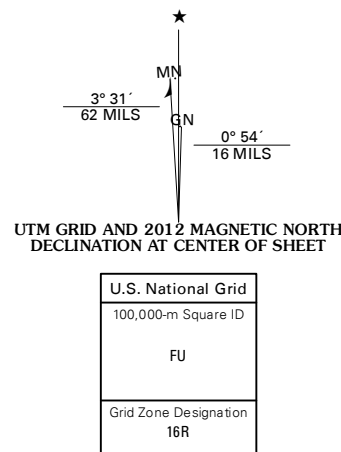 ★
MN
3° 31´
62 MILS
GN
0° 54´
16 MILS
UTM GRID AND 2012 MAGNETIC NORTH
DECLINATION AT CENTER OF SHEET
U.S. National Grid
100,000-m Square ID
FU
Grid Zone Designation
16R